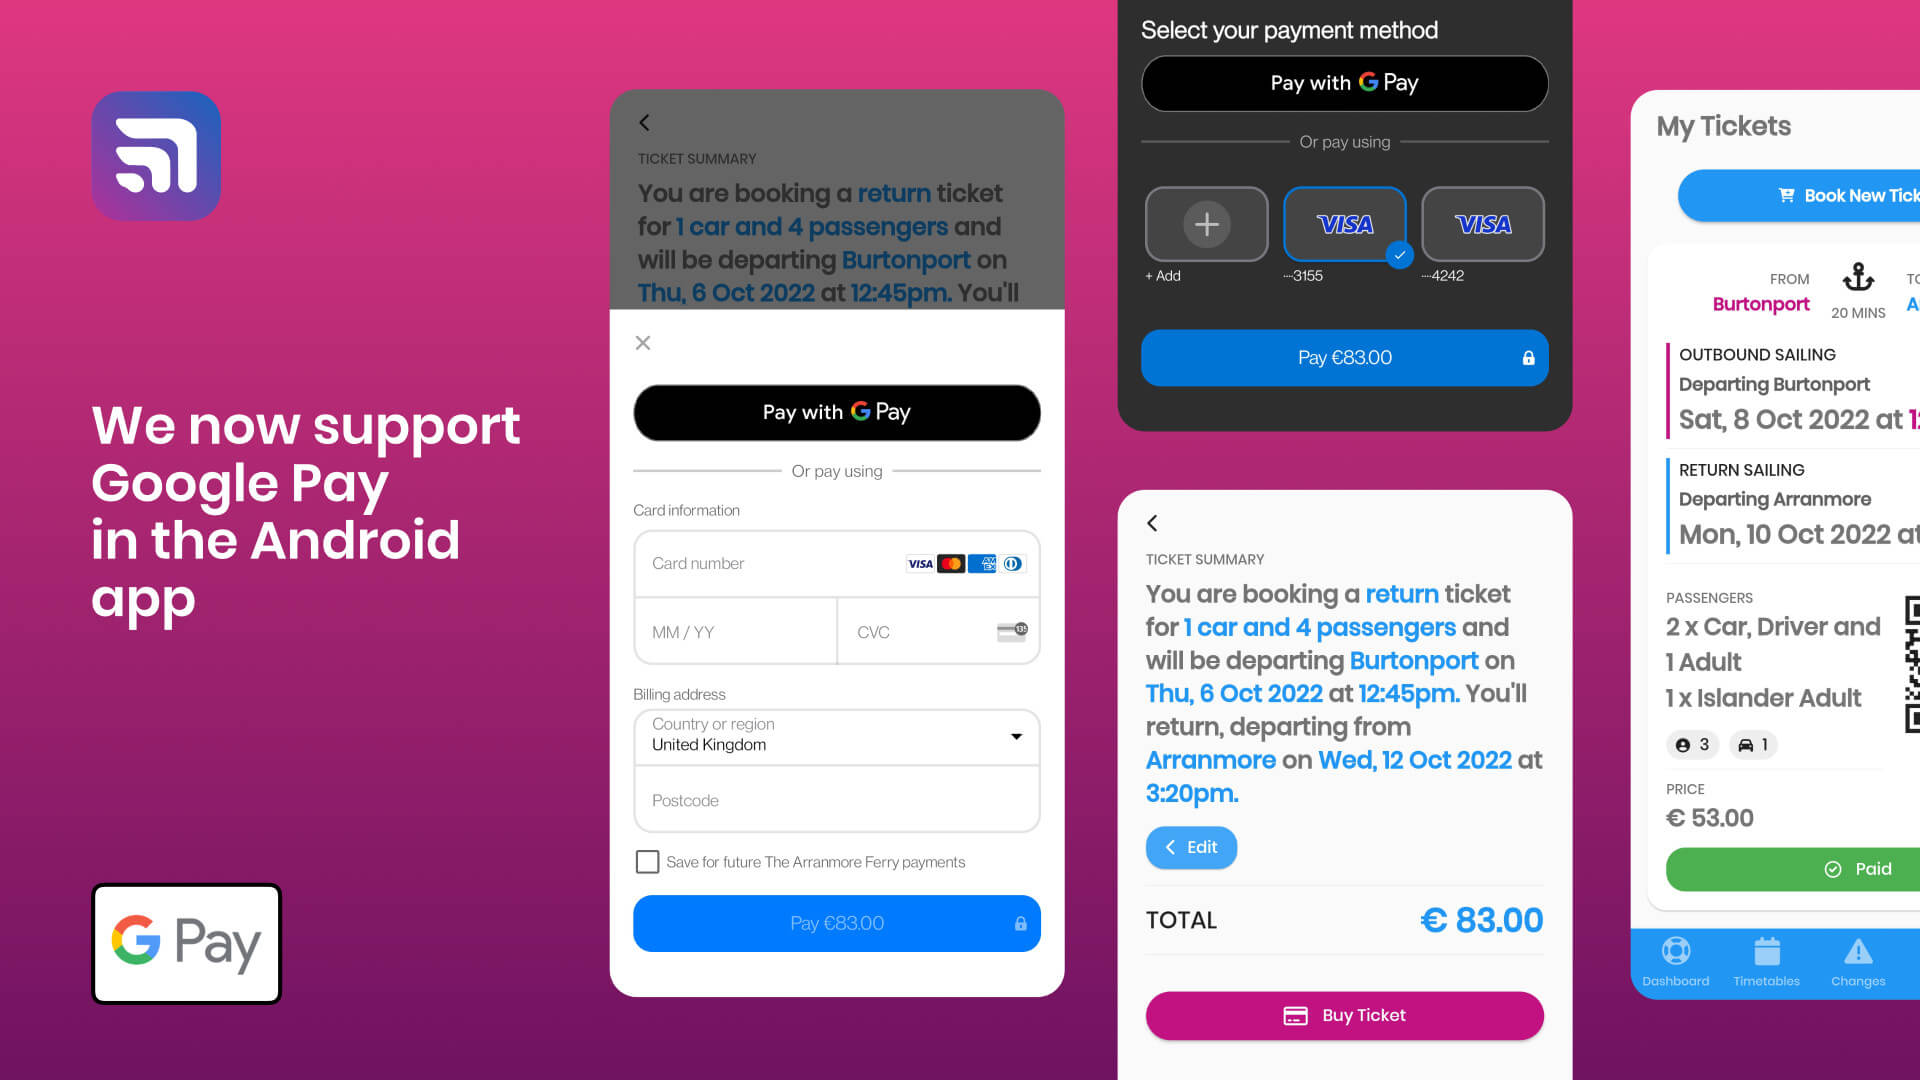 We now support
Google Pay
in the Android
app
G Pay
TICKET SUMMARY
You are booking a return ticket
for 1 car and 4 passengers and
will be departing Burtonport on
Thu, 6 Oct 2022 at 12:45pm. You'll
Pay with G Pay
Or pay using
Card information
Card number
VISA
MM / YY
CVC
135
Billing address
Country or region
United Kingdom
Postcode
Save for future The Arranmore Ferry payments
Pay €83.00
Select your payment method
Pay with G Pay
Or pay using
VISA
VISA
+ Add
····3155
····4242
Pay €83.00
TICKET SUMMARY
You are booking a return ticket
for 1 car and 4 passengers and
will be departing Burtonport on
Thu, 6 Oct 2022 at 12:45pm. You'll
return, departing from
Arranmore on Wed, 12 Oct 2022 at
3:20pm.
Edit
TOTAL
€ 83.00
Buy Ticket
My Tickets
Book New Tick
FROM
Burtonport
20 MINS
OUTBOUND SAILING
Departing Burtonport
Sat, 8 Oct 2022 at
RETURN SAILING
Departing Arranmore
Mon, 10 Oct 2022 at
PASSENGERS
2 x Car, Driver and
1 Adult
1 x Islander Adult
3
1
PRICE
€ 53.00
Paid
Dashboard
Timetables
Changes